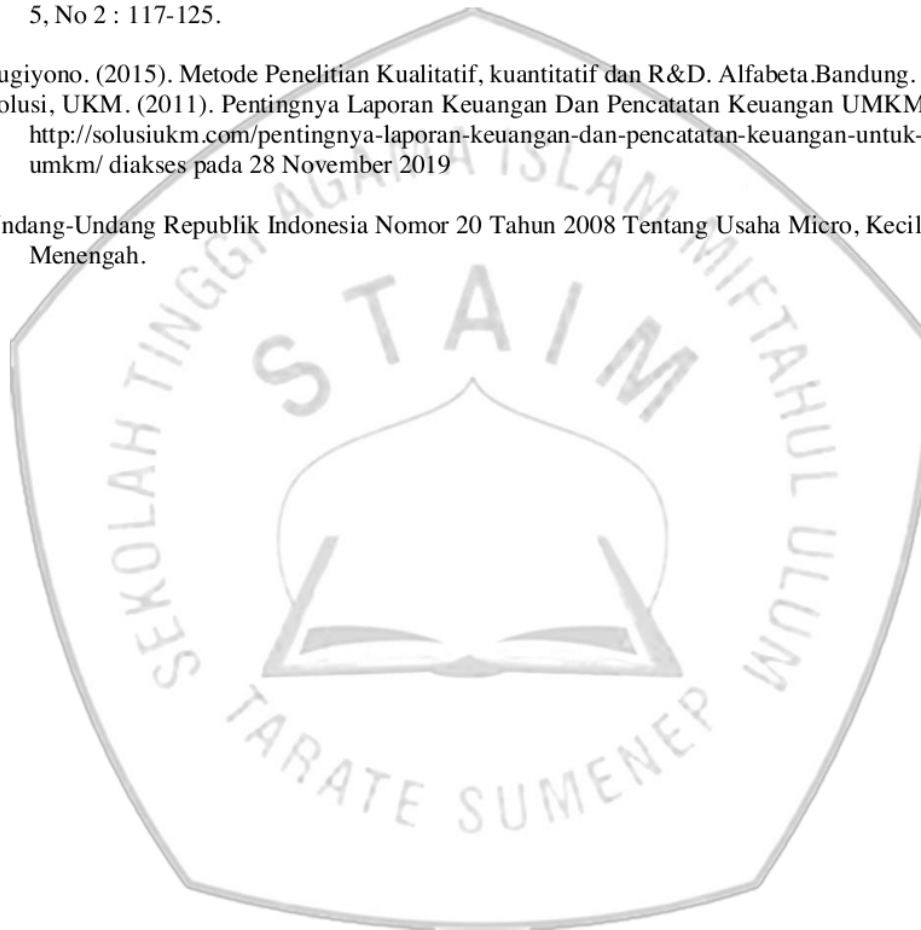 5, No 2 : 117-125.
ugiyono. (2015). Metode Penelitian Kualitatif, kuantitatif dan R&D. Alfabeta.Bandung.
olusi, UKM. (2011). Pentingnya Laporan Keuangan Dan Pencatatan Keuangan UMKM
http://solusiukm.com/pentingnya-laporan-keuangan-dan-pencatatan-keuangan-untuk-
umkm/ diakses pada 28 November 2019
ndang-Undang Republik Indonesia Nomor 20 Tahun 2008 Tentang Usaha Micro, Kecil
Menengah.
SEKOLAH TINGGI AGAMA ISLAM MIFTAHUL ULUM
STAIM
TARATE SUMENEP